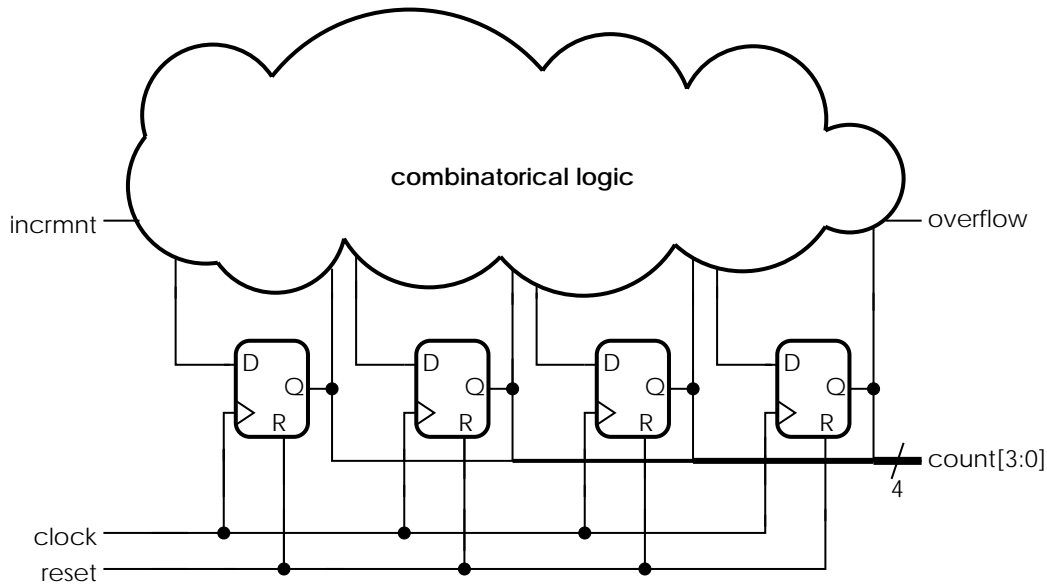 combinatorical logic
incrmnt
overflow
D
Q
R
D
Q
R
D
Q
R
D
Q
R
count[3:0]
4
clock
reset